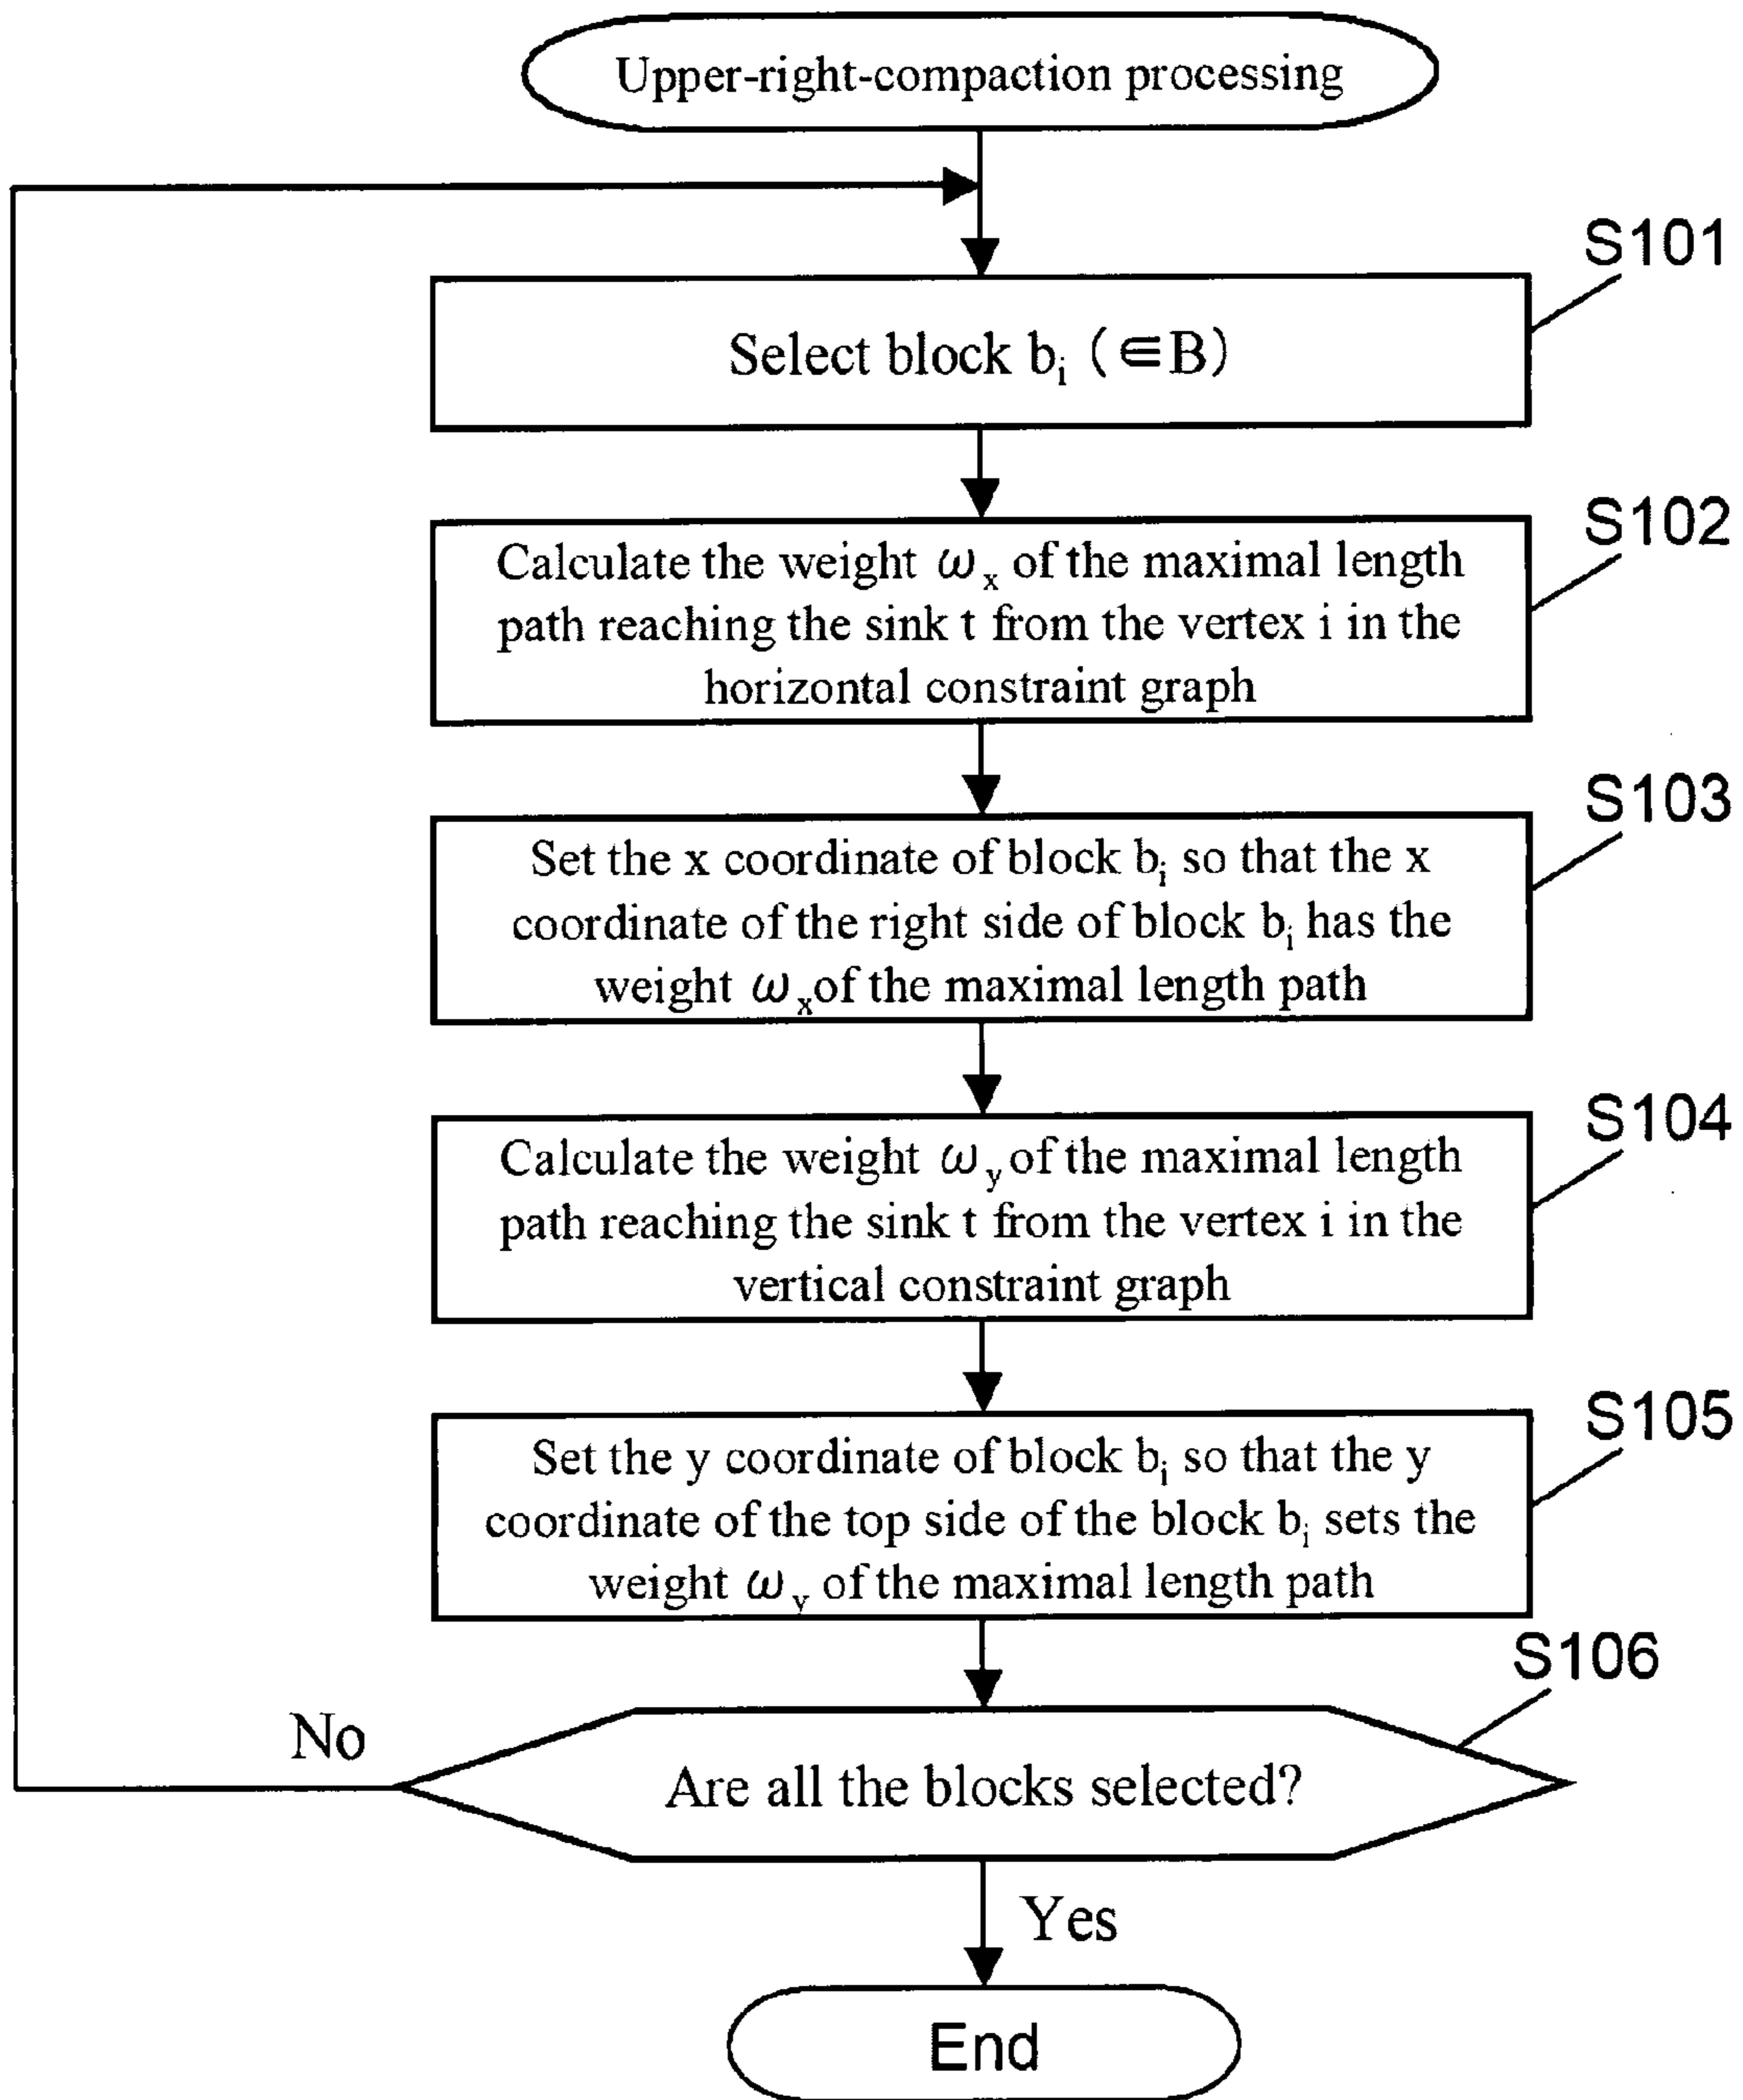 Upper-right-compaction processing
S101
Select block bᵢ (∈B)
S102
Calculate the weight ωₓ of the maximal length
path reaching the sink t from the vertex i in the
horizontal constraint graph
S103
Set the x coordinate of block bᵢ so that the x
coordinate of the right side of block bᵢ has the
weight ωₓ of the maximal length path
S104
Calculate the weight ω_y of the maximal length
path reaching the sink t from the vertex i in the
vertical constraint graph
S105
Set the y coordinate of block bᵢ so that the y
coordinate of the top side of the block bᵢ sets the
weight ω_y of the maximal length path
S106
No
Are all the blocks selected?
Yes
End